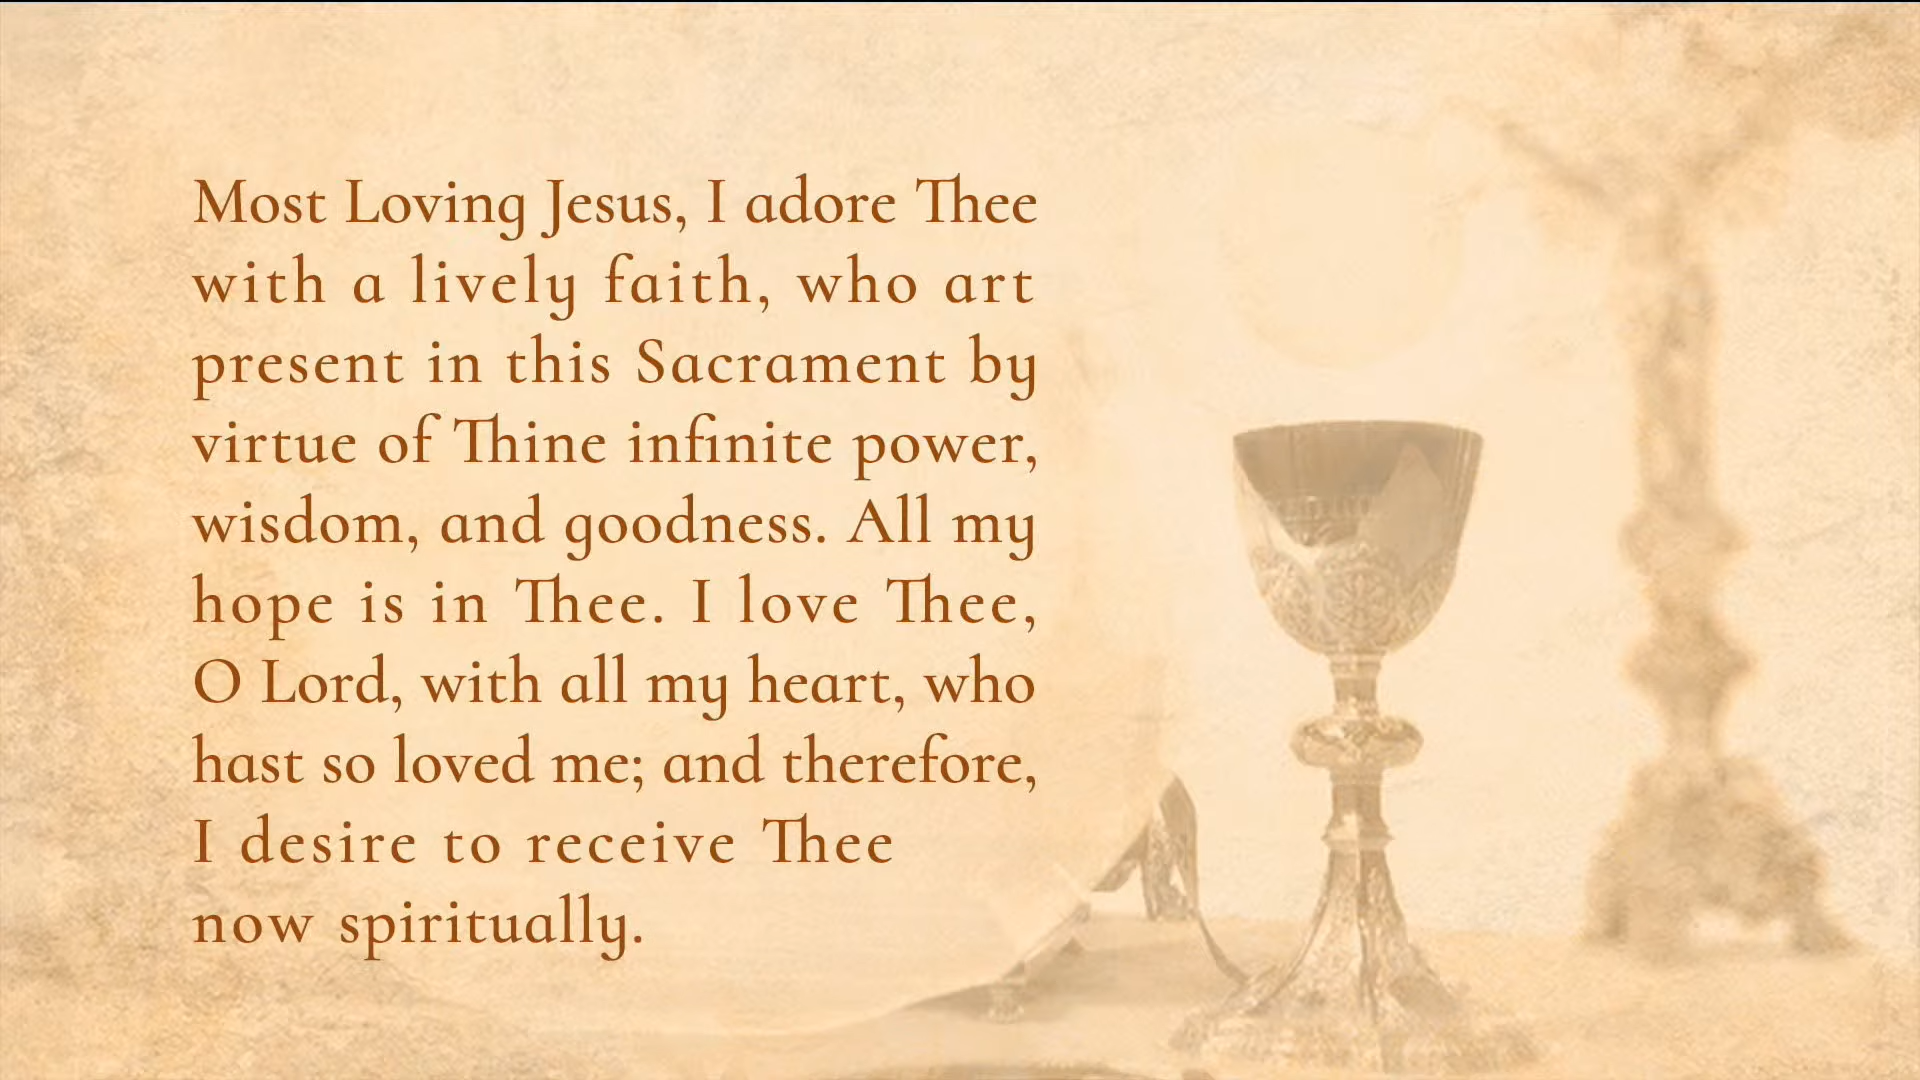 Most Loving Jesus, I adore Thee
with a lively faith, who art
present in this Sacrament by
virtue of Thine infinite power,
wisdom, and goodness. All my
hope is in Thee. I love Thee,
O Lord, with all my heart, who
hast so loved me; and therefore,
I desire to receive Thee
now spiritually.